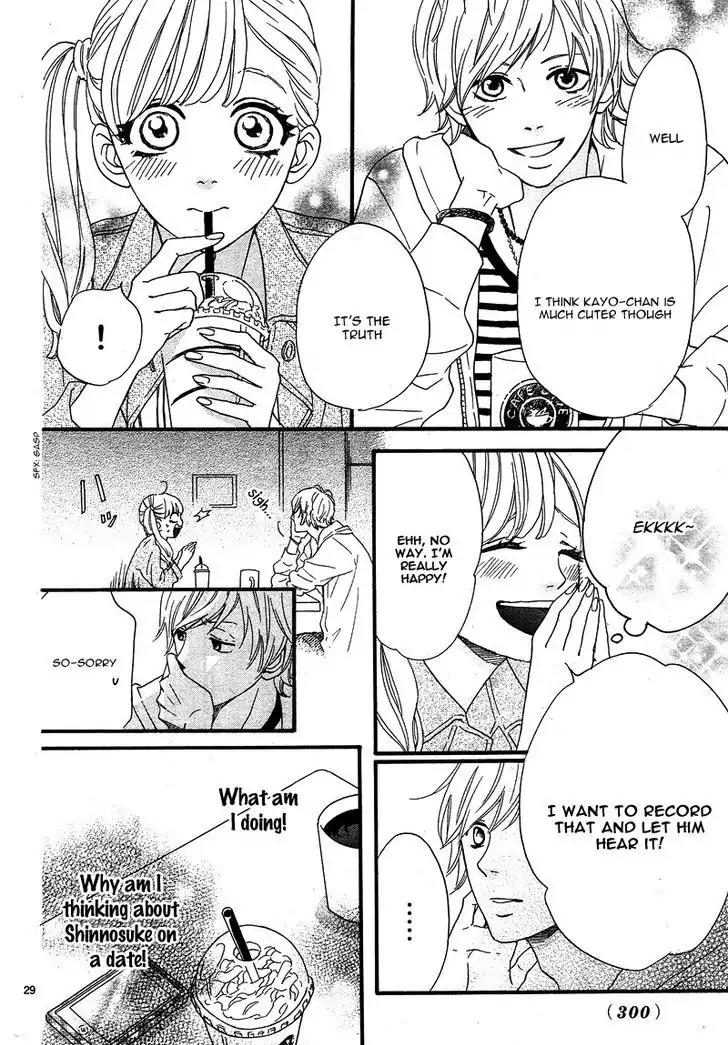 WELL
I THINK KAYO-CHAN IS
MUCH CUTER THOUGH
IT'S THE
TRUTH
!
SFX: GASP
EKKKK~
EHH, NO
WAY. I'M
REALLY
HAPPY!
I WANT TO RECORD
THAT AND LET HIM
HEAR IT!
sigh...
SO-SORRY
....
What am
I doing!
Why am I
thinking about
Shinnosuke on
a date!
29
(300)